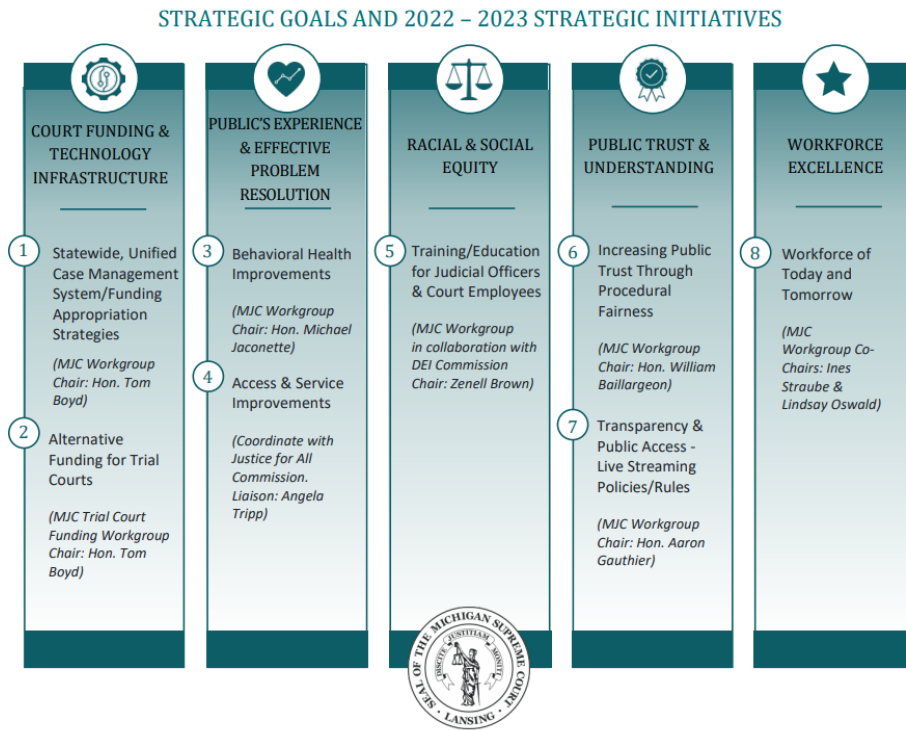 STRATEGIC GOALS AND 2022 – 2023 STRATEGIC INITIATIVES
COURT FUNDING &
TECHNOLOGY
INFRASTRUCTURE
1
Statewide, Unified
Case Management
System/Funding
Appropriation
Strategies
(MJC Workgroup
Chair: Hon. Tom
Boyd)
2
Alternative
Funding for Trial
Courts
(MJC Trial Court
Funding Workgroup
Chair: Hon. Tom
Boyd)
PUBLIC'S EXPERIENCE
& EFFECTIVE
PROBLEM
RESOLUTION
3
Behavioral Health
Improvements
(MJC Workgroup
Chair: Hon. Michael
Jaconette)
4
Access & Service
Improvements
(Coordinate with
Justice for All
Commission.
Liaison: Angela
Tripp)
RACIAL & SOCIAL
EQUITY
5
Training/Education
for Judicial Officers
& Court Employees
(MJC Workgroup
in collaboration with
DEI Commission
Chair: Zenell Brown)
PUBLIC TRUST &
UNDERSTANDING
6
Increasing Public
Trust Through
Procedural
Fairness
(MJC Workgroup
Chair: Hon. William
Baillargeon)
7
Transparency &
Public Access -
Live Streaming
Policies/Rules
(MJC Workgroup
Chair: Hon. Aaron
Gauthier)
WORKFORCE
EXCELLENCE
8
Workforce of
Today and
Tomorrow
(MJC
Workgroup Co-
Chairs: Ines
Straube &
Lindsay Oswald)
SEAL OF THE MICHIGAN SUPREME COURT
DISCITE JUSTITIAM MONITI
· LANSING ·